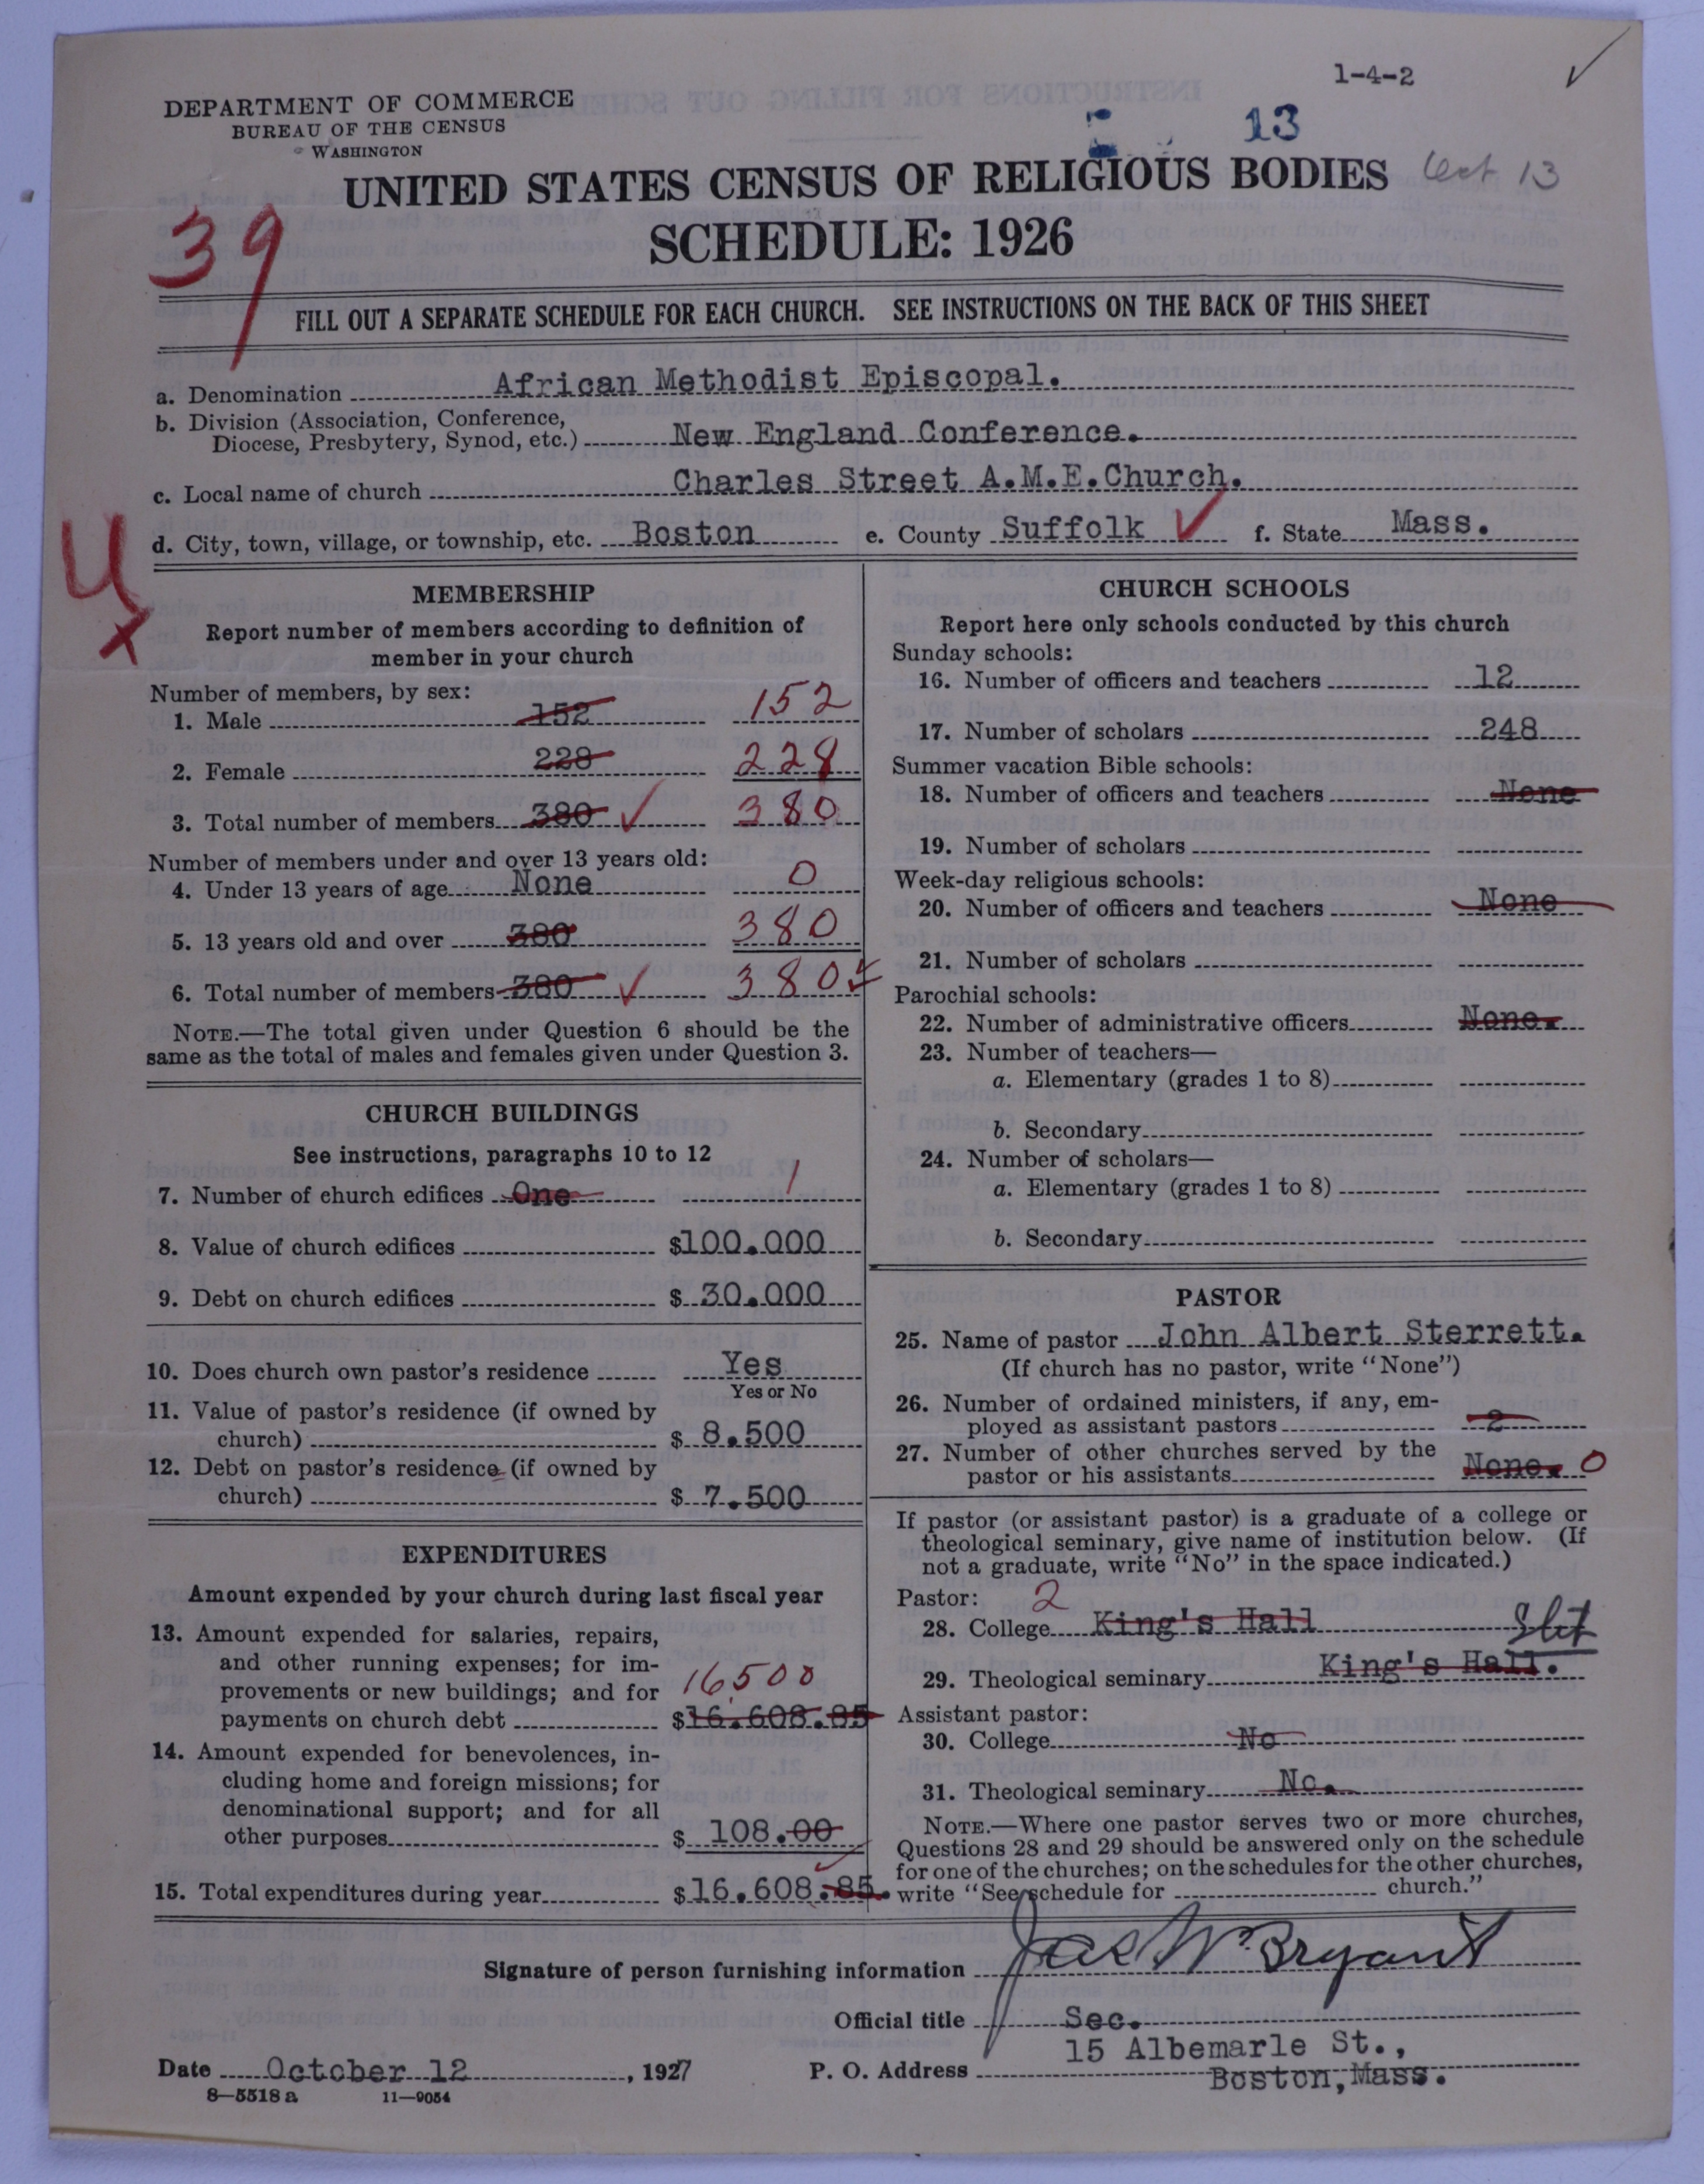 1-4-2
DEPARTMENT OF COMMERCE
BUREAU OF THE CENSUS
WASHINGTON
13
UNITED STATES CENSUS OF RELIGIOUS BODIES
Oct 13
SCHEDULE: 1926
39
FILL OUT A SEPARATE SCHEDULE FOR EACH CHURCH. SEE INSTRUCTIONS ON THE BACK OF THIS SHEET
a. Denomination African Methodist Episcopal.
b. Division (Association, Conference,
Diocese, Presbytery, Synod, etc.) New England Conference.
c. Local name of church Charles Street A.M.E.Church.
d. City, town, village, or township, etc. Boston e. County Suffolk ✓ f. State Mass.
U
x
MEMBERSHIP
Report number of members according to definition of
member in your church
Number of members, by sex:
1. Male 152 152
2. Female 228 228
3. Total number of members 380 ✓ 380
Number of members under and over 13 years old:
4. Under 13 years of age None 0
5. 13 years old and over 380 380
6. Total number of members 380 ✓ 380 ✓
NOTE.—The total given under Question 6 should be the
same as the total of males and females given under Question 3.
CHURCH BUILDINGS
See instructions, paragraphs 10 to 12
7. Number of church edifices One 1
8. Value of church edifices $100.000
9. Debt on church edifices $ 30.000
10. Does church own pastor's residence Yes
Yes or No
11. Value of pastor's residence (if owned by
church) $ 8.500
12. Debt on pastor's residence (if owned by
church) $ 7.500
EXPENDITURES
Amount expended by your church during last fiscal year
13. Amount expended for salaries, repairs,
and other running expenses; for im-
provements or new buildings; and for 16500
payments on church debt $16.608.85
14. Amount expended for benevolences, in-
cluding home and foreign missions; for
denominational support; and for all
other purposes $ 108.00
15. Total expenditures during year $16.608.85.
CHURCH SCHOOLS
Report here only schools conducted by this church
Sunday schools:
16. Number of officers and teachers 12
17. Number of scholars 248
Summer vacation Bible schools:
18. Number of officers and teachers None
19. Number of scholars
Week-day religious schools:
20. Number of officers and teachers None
21. Number of scholars
Parochial schools:
22. Number of administrative officers None.
23. Number of teachers—
a. Elementary (grades 1 to 8)
b. Secondary
24. Number of scholars—
a. Elementary (grades 1 to 8)
b. Secondary
PASTOR
25. Name of pastor John Albert Sterrett.
(If church has no pastor, write "None")
26. Number of ordained ministers, if any, em-
ployed as assistant pastors 2
27. Number of other churches served by the
pastor or his assistants None. 0
If pastor (or assistant pastor) is a graduate of a college or
theological seminary, give name of institution below. (If
not a graduate, write "No" in the space indicated.)
Pastor: 2
28. College King's Hall
29. Theological seminary King's Hall.
Assistant pastor:
30. College No
31. Theological seminary No.
NOTE.—Where one pastor serves two or more churches,
Questions 28 and 29 should be answered only on the schedule
for one of the churches; on the schedules for the other churches,
write "See schedule for church."
Signature of person furnishing information Jas Wm Bryant
Official title Sec.
Date October 12, 1927 P. O. Address 15 Albemarle St.,
Boston, Mass.
8—5518 a 11—9054